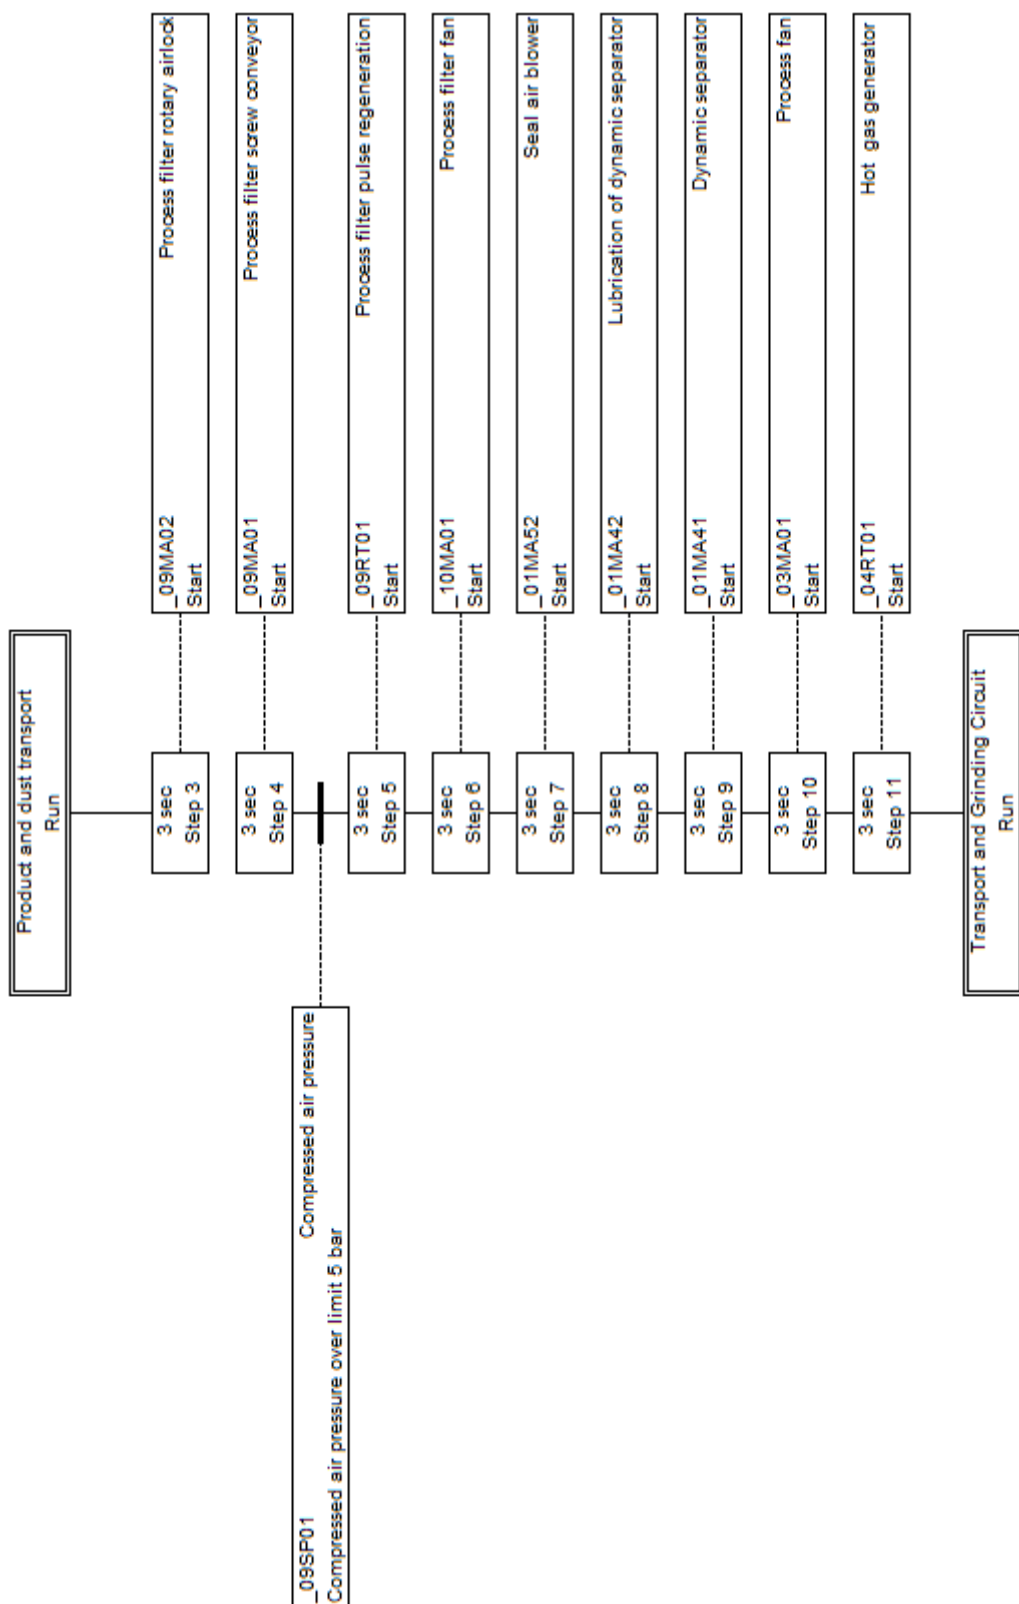 Product and dust transport
Run
3 sec
Step 3
_09MA02
Process filter rotary airlock
Start
3 sec
Step 4
_09MA01
Process filter screw conveyor
Start
_09SP01
Compressed air pressure
Compressed air pressure over limit 5 bar
3 sec
Step 5
_09RT01
Process filter pulse regeneration
Start
3 sec
Step 6
_10MA01
Process filter fan
Start
3 sec
Step 7
_01MA52
Seal air blower
Start
3 sec
Step 8
_01MA42
Lubrication of dynamic separator
Start
3 sec
Step 9
_01MA41
Dynamic separator
Start
3 sec
Step 10
_03MA01
Process fan
Start
3 sec
Step 11
_04RT01
Hot gas generator
Start
Transport and Grinding Circuit
Run